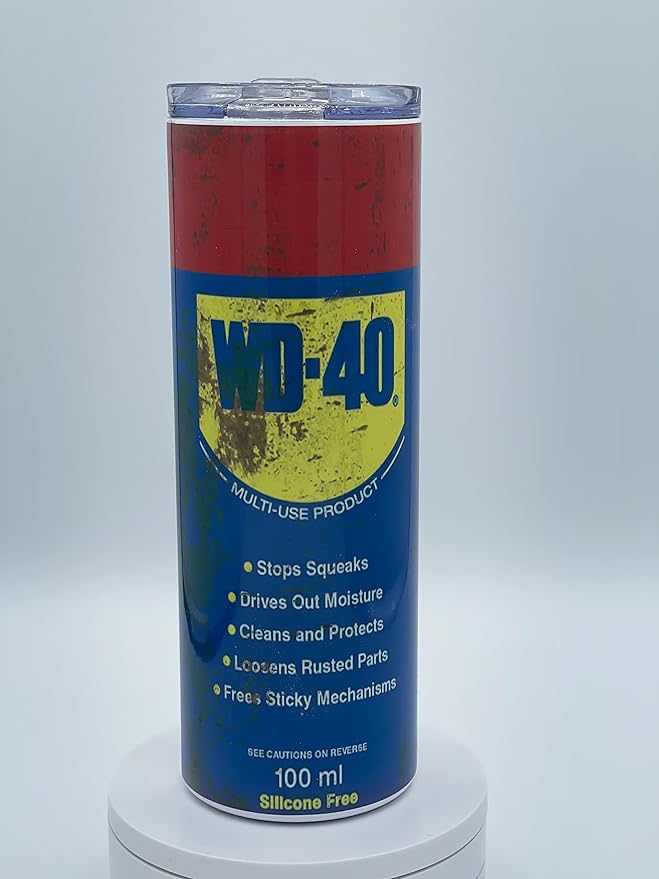 WD-40®
MULTI-USE PRODUCT
• Stops Squeaks
• Drives Out Moisture
• Cleans and Protects
• Loosens Rusted Parts
• Frees Sticky Mechanisms
SEE CAUTIONS ON REVERSE
100 ml
Silicone Free